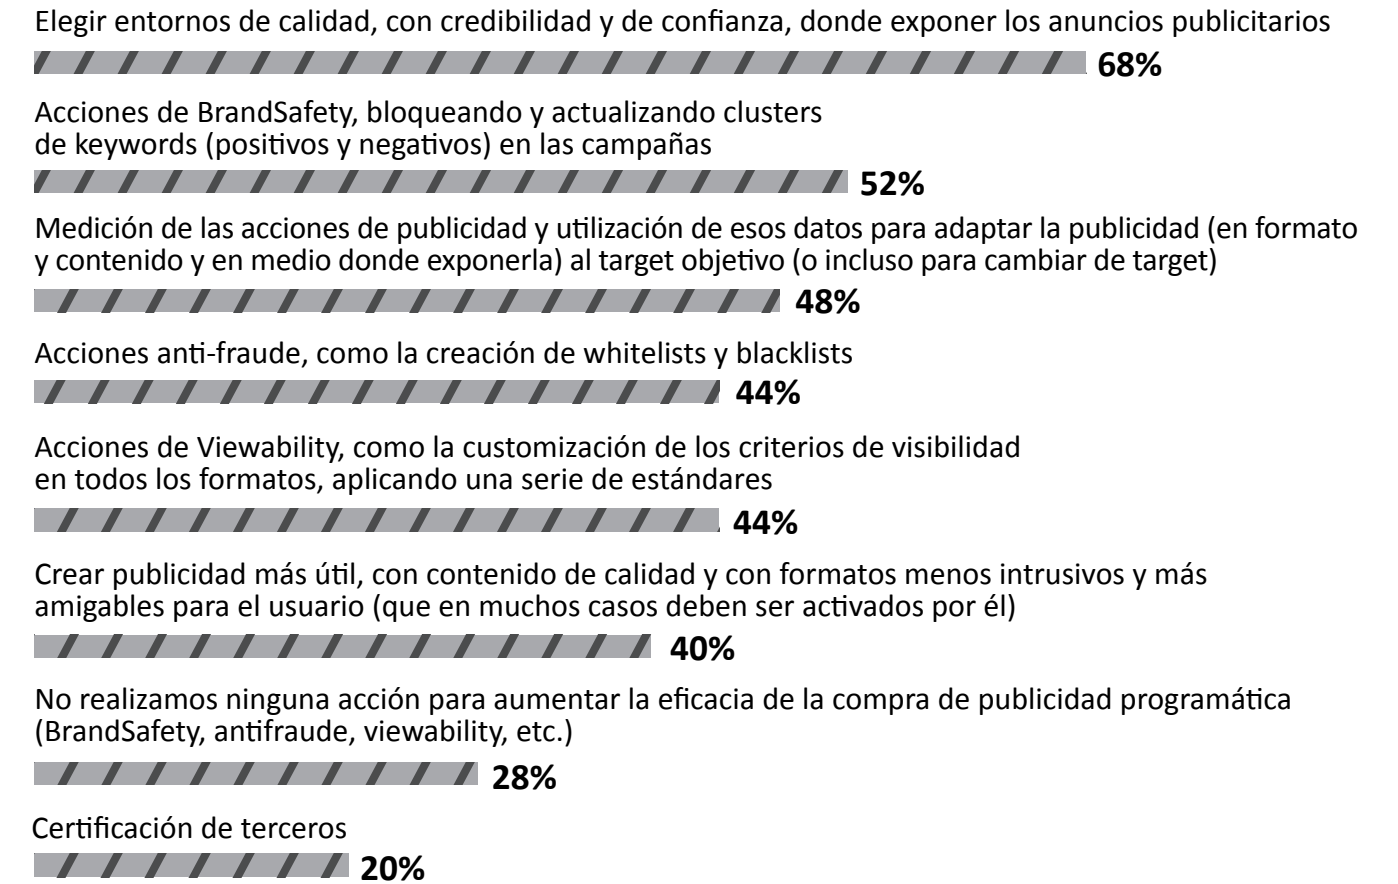 Elegir entornos de calidad, con credibilidad y de confianza, donde exponer los anuncios publicitarios
68%
Acciones de BrandSafety, bloqueando y actualizando clusters
de keywords (positivos y negativos) en las campañas
52%
Medición de las acciones de publicidad y utilización de esos datos para adaptar la publicidad (en formato
y contenido y en medio donde exponerla) al target objetivo (o incluso para cambiar de target)
48%
Acciones anti-fraude, como la creación de whitelists y blacklists
44%
Acciones de Viewability, como la customización de los criterios de visibilidad
en todos los formatos, aplicando una serie de estándares
44%
Crear publicidad más útil, con contenido de calidad y con formatos menos intrusivos y más
amigables para el usuario (que en muchos casos deben ser activados por él)
40%
No realizamos ninguna acción para aumentar la eficacia de la compra de publicidad programática
(BrandSafety, antifraude, viewability, etc.)
28%
Certificación de terceros
20%